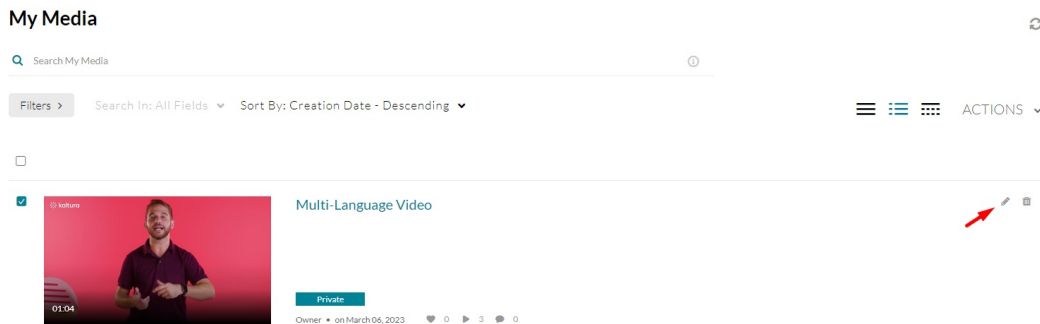 My Media
Search My Media
Filters >
Search In: All Fields
Sort By: Creation Date - Descending
ACTIONS
kaltura
Multi-Language Video
01:04
Private
Owner • on March 06, 2023 0 3 0